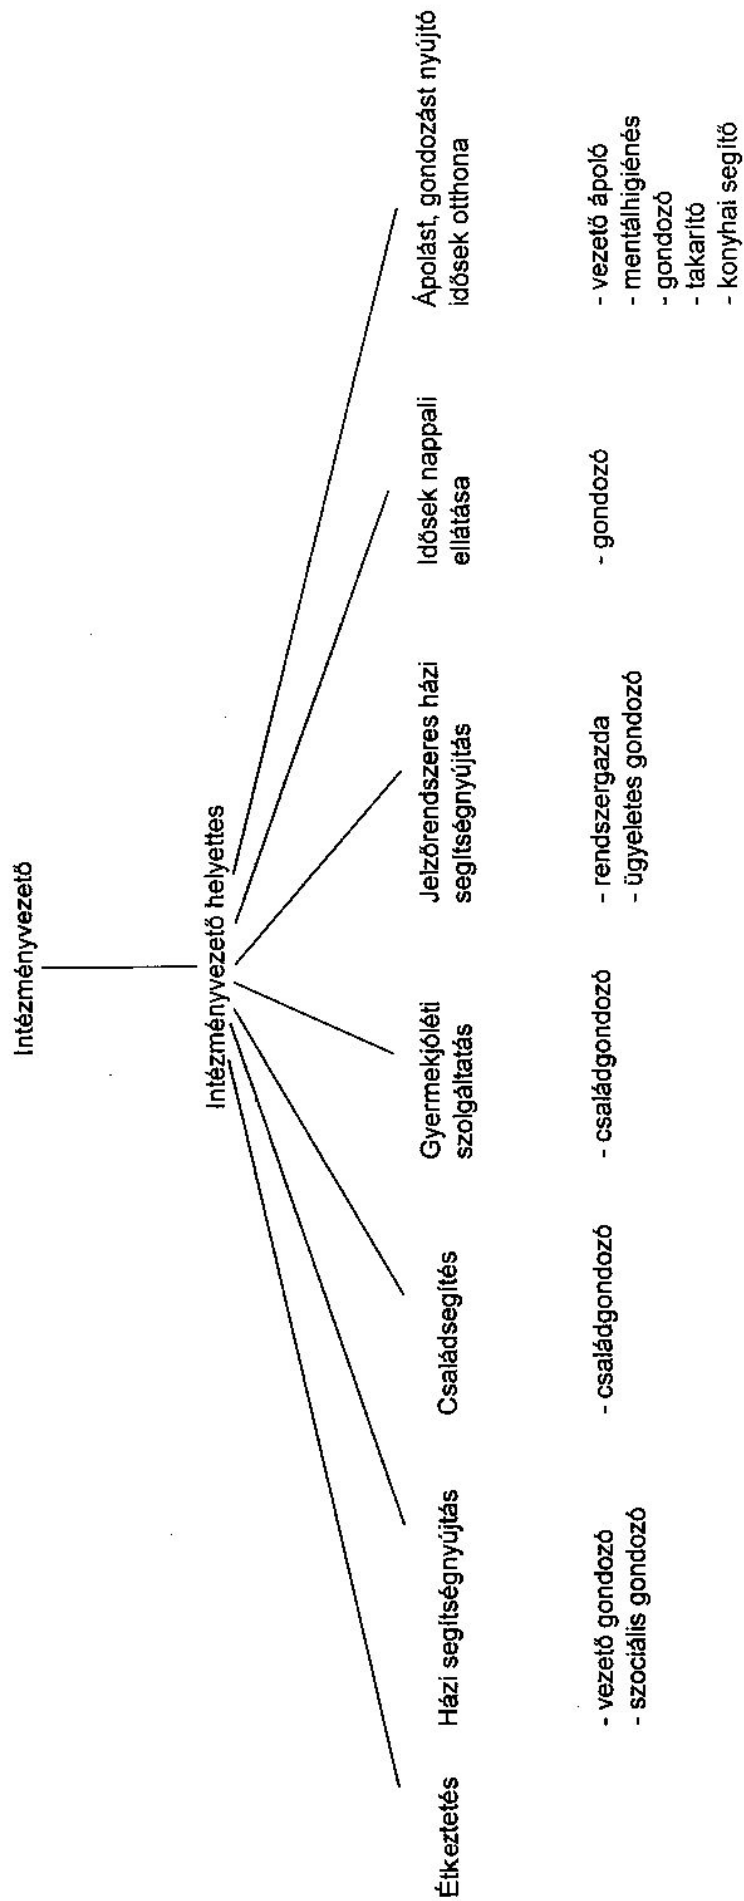 Intézményvezető
Intézményvezető helyettes
Étkeztetés
Házi segítségnyújtás
Családsegítés
Gyermekjóléti
szolgáltatás
Jelzőrendszeres házi
segítségnyújtás
Idősek nappali
ellátása
Ápolást, gondozást nyújtó
idősek otthona
- vezető gondozó
- szociális gondozó
- családgondozó
- családgondozó
- rendszergazda
- ügyeletes gondozó
- gondozó
- vezető ápoló
- mentálhigiénés
- gondozó
- takarító
- konyhai segítő